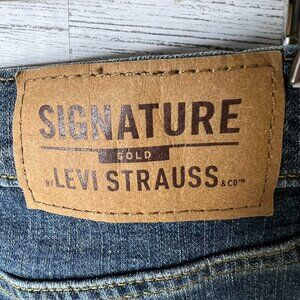 SIGNATURE
GOLD
BY LEVI STRAUSS & CO™